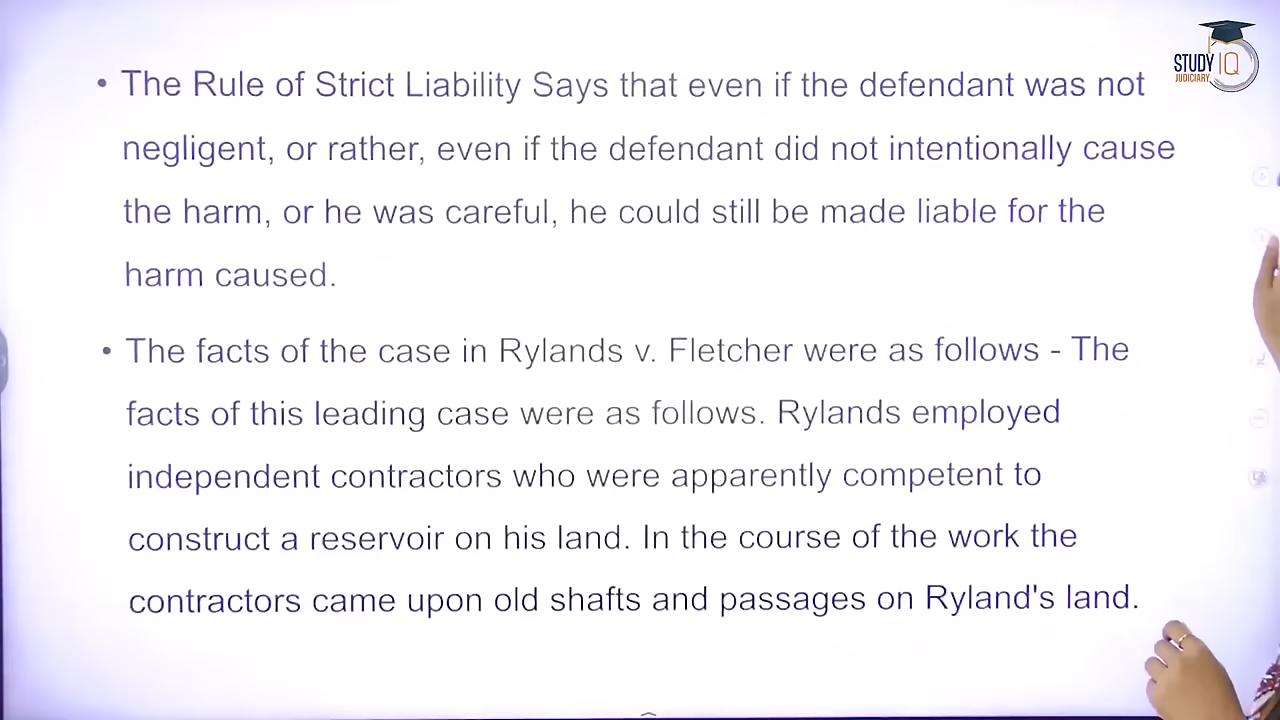 STUDY IQ
JUDICIARY
• The Rule of Strict Liability Says that even if the defendant was not
negligent, or rather, even if the defendant did not intentionally cause
the harm, or he was careful, he could still be made liable for the
harm caused.
• The facts of the case in Rylands v. Fletcher were as follows - The
facts of this leading case were as follows. Rylands employed
independent contractors who were apparently competent to
construct a reservoir on his land. In the course of the work the
contractors came upon old shafts and passages on Ryland's land.